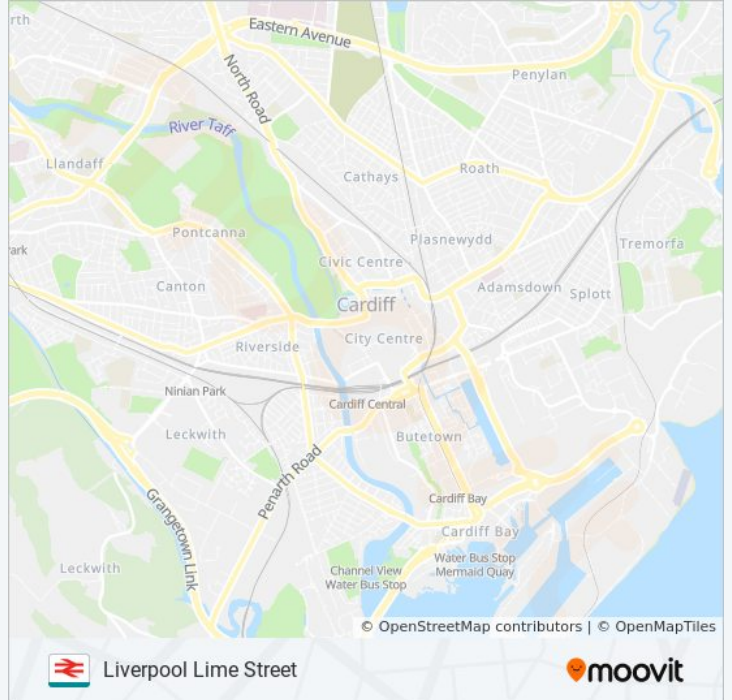 rth
Eastern Avenue
Penylan
North Road
River Taff
Llandaff
Cathays
Roath
Pontcanna
Plasnewydd
Tremorfa
ark
Civic Centre
Canton
Adamsdown
Splott
Cardiff
City Centre
Riverside
Ninian Park
Cardiff Central
Leckwith
Butetown
Penarth Road
Grangetown Link
Cardiff Bay
Cardiff Bay
Water Bus Stop
Mermaid Quay
Leckwith
Channel View
Water Bus Stop
© OpenStreetMap contributors | © OpenMapTiles
Liverpool Lime Street
moovit